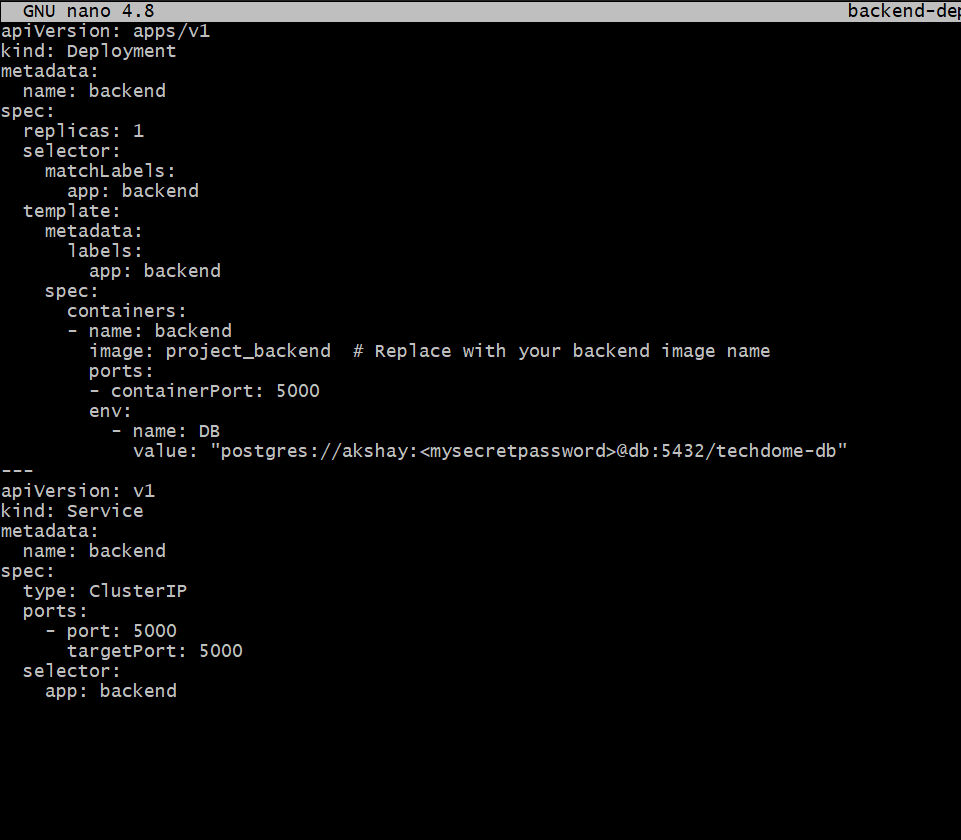 GNU nano 4.8 backend-dep
apiVersion: apps/v1
kind: Deployment
metadata:
  name: backend
spec:
  replicas: 1
  selector:
    matchLabels:
      app: backend
  template:
    metadata:
      labels:
        app: backend
    spec:
      containers:
      - name: backend
        image: project_backend  # Replace with your backend image name
        ports:
        - containerPort: 5000
        env:
          - name: DB
            value: "postgres://akshay:<mysecretpassword>@db:5432/techdome-db"
---
apiVersion: v1
kind: Service
metadata:
  name: backend
spec:
  type: ClusterIP
  ports:
    - port: 5000
      targetPort: 5000
  selector:
    app: backend